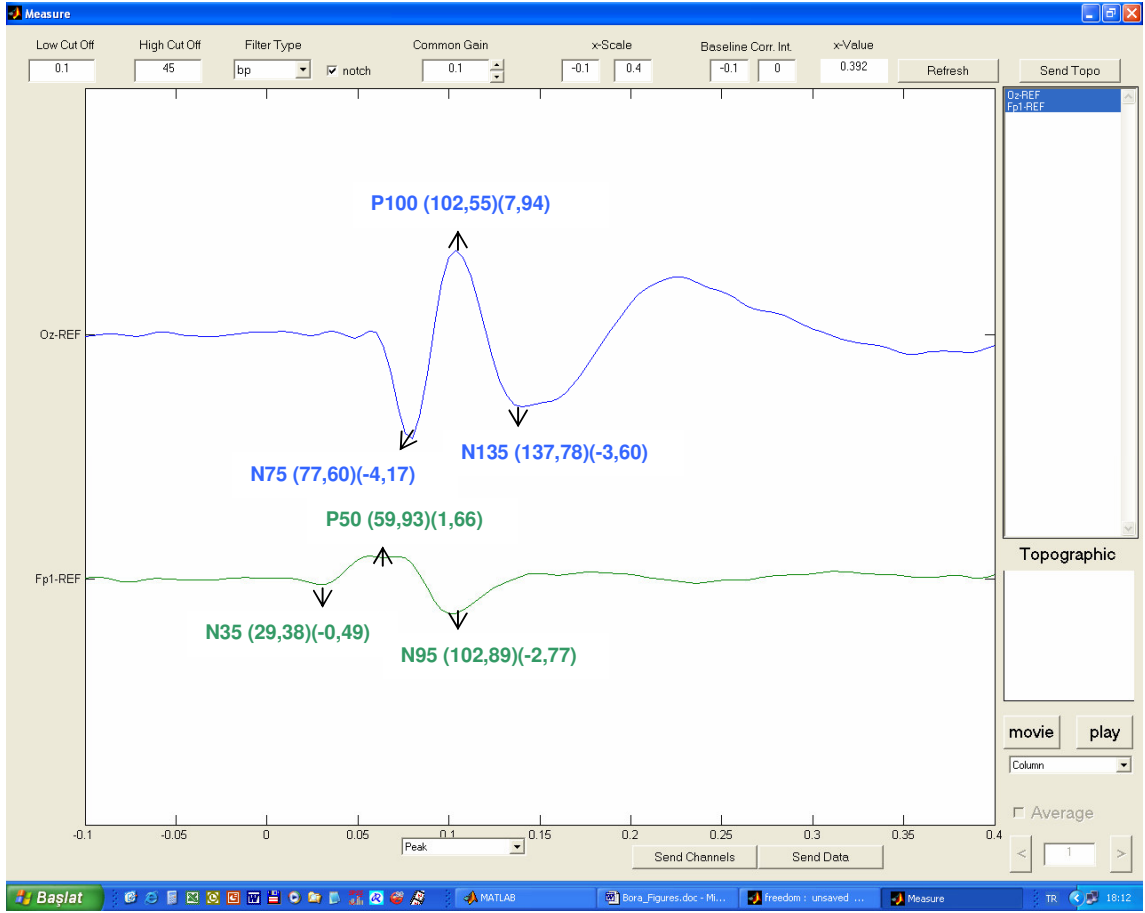 Measure
Low Cut Off High Cut Off Filter Type Common Gain x-Scale Baseline Corr. Int. x-Value
0.1 45 bp notch 0.1 -0.1 0.4 -0.1 0 0.392 Refresh Send Topo
Oz-REF
Fp1-REF
P100 (102,55)(7,94)
Oz-REF
N135 (137,78)(-3,60)
N75 (77,60)(-4,17)
P50 (59,93)(1,66)
Topographic
Fp1-REF
N35 (29,38)(-0,49)
N95 (102,89)(-2,77)
movie play
Column
Average
-0.1 -0.05 0 0.05 0.1 0.15 0.2 0.25 0.3 0.35 0.4
Peak
Send Channels Send Data
< 1 >
Başlat MATLAB Bora_Figures.doc - Mi... freedom : unsaved ... Measure TR 18:12